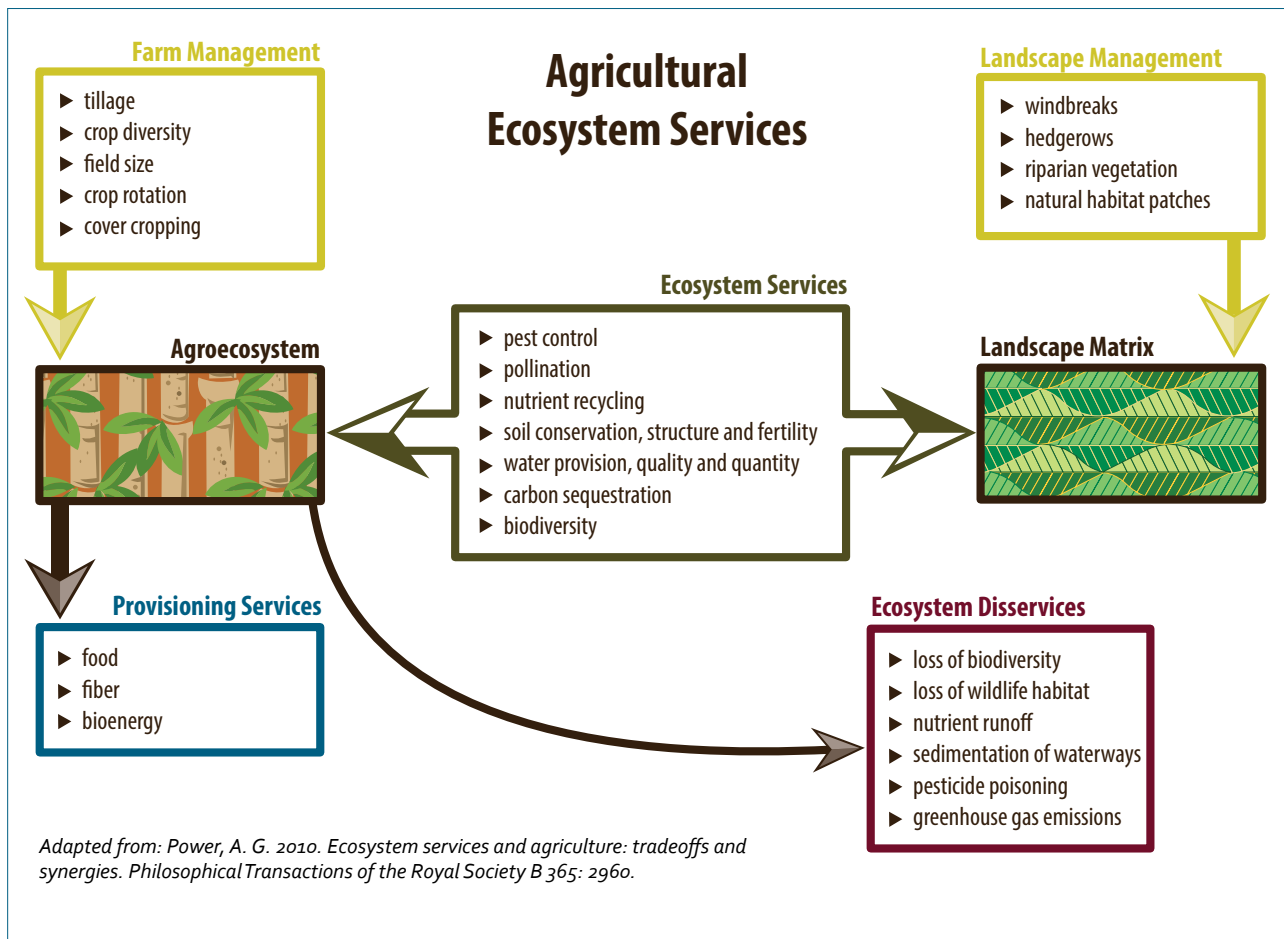 Agricultural
Ecosystem Services
Farm Management
tillage
crop diversity
field size
crop rotation
cover cropping
Landscape Management
windbreaks
hedgerows
riparian vegetation
natural habitat patches
Agroecosystem
Ecosystem Services
pest control
pollination
nutrient recycling
soil conservation, structure and fertility
water provision, quality and quantity
carbon sequestration
biodiversity
Landscape Matrix
Provisioning Services
food
fiber
bioenergy
Ecosystem Disservices
loss of biodiversity
loss of wildlife habitat
nutrient runoff
sedimentation of waterways
pesticide poisoning
greenhouse gas emissions
Adapted from: Power, A. G. 2010. Ecosystem services and agriculture: tradeoffs and
synergies. Philosophical Transactions of the Royal Society B 365: 2960.